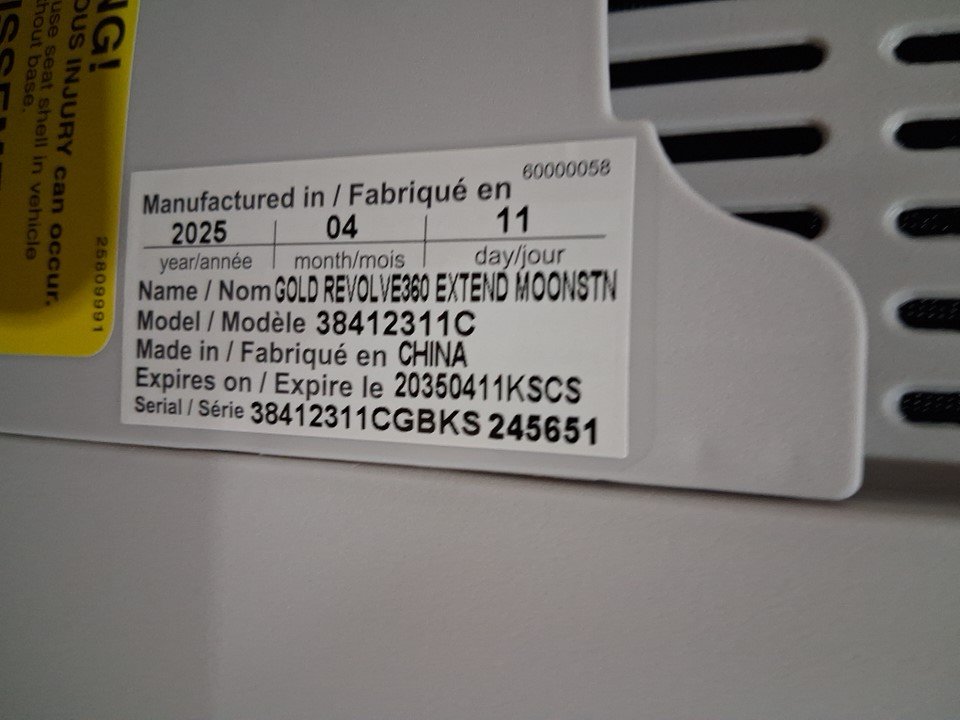 NG!
OUS INJURY can occur.
use seat shell in vehicle
hout base.
25809991
60000058
Manufactured in / Fabriqué en
2025 04 11
year/année month/mois day/jour
Name / Nom GOLD REVOLVE360 EXTEND MOONSTN
Model / Modèle 38412311C
Made in / Fabriqué en CHINA
Expires on / Expire le 20350411KSCS
Serial / Série 38412311CGBKS 245651